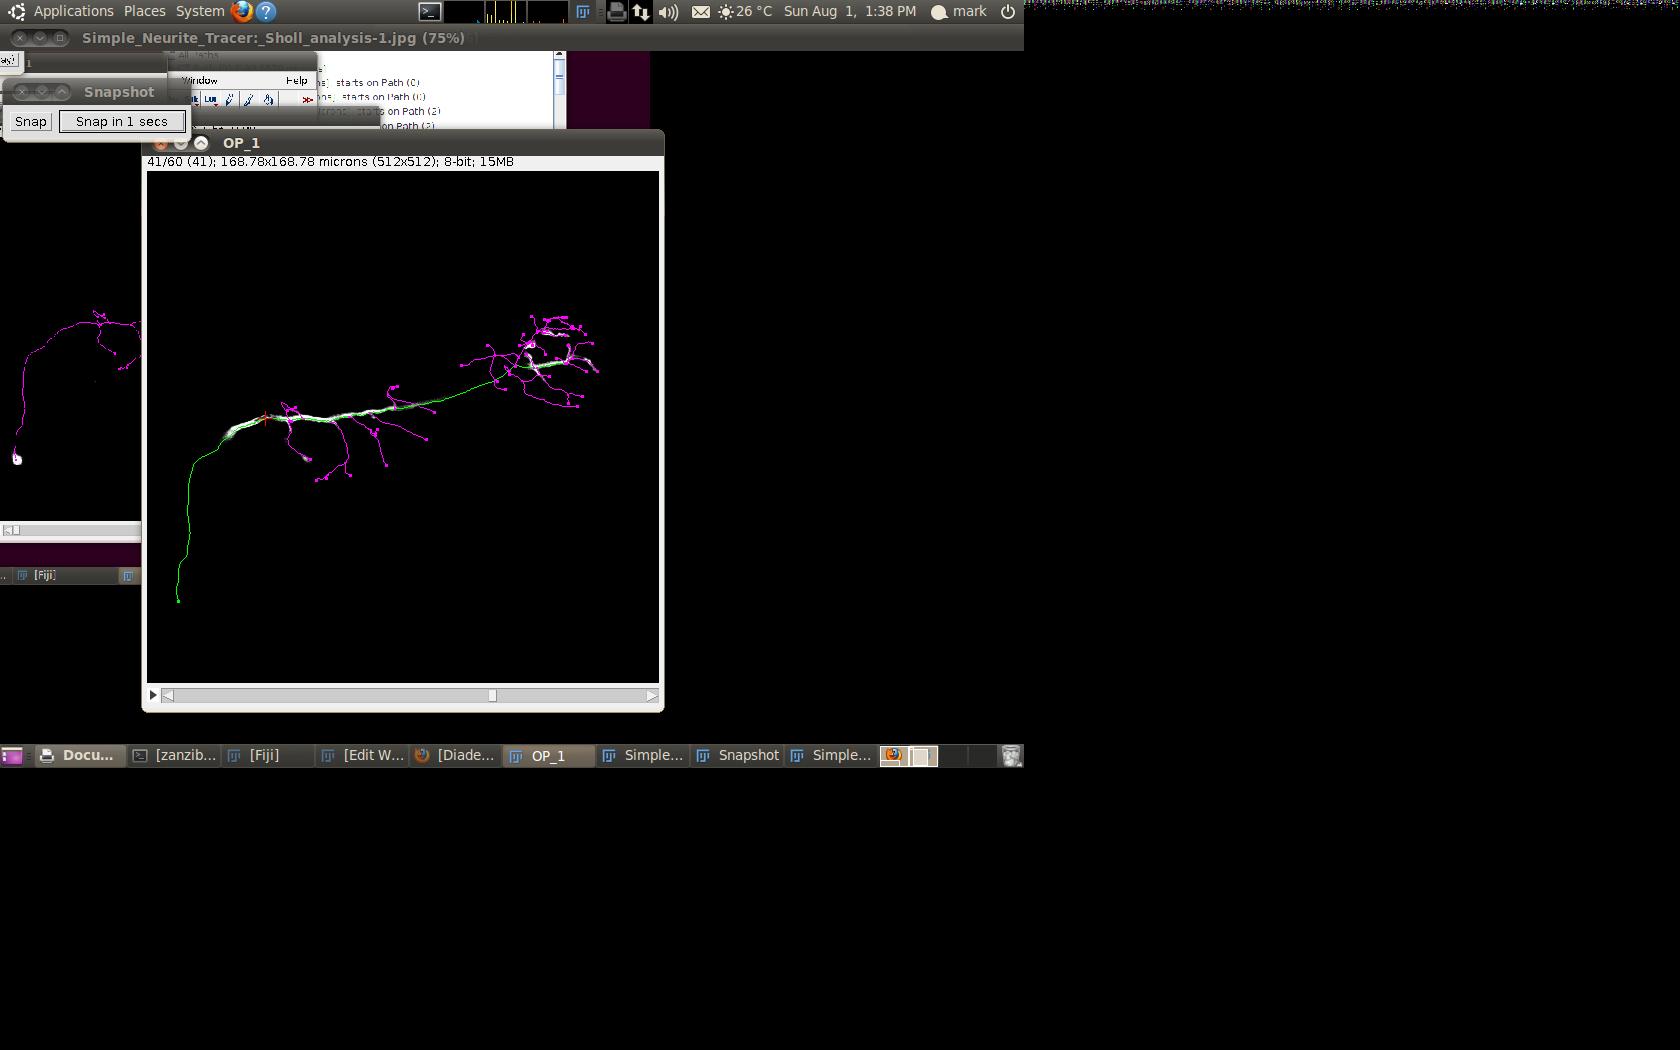 Applications Places System 26 °C Sun Aug 1, 1:38 PM mark
Simple_Neurite_Tracer:_Sholl_analysis-1.jpg (75%)
Window Help
starts on Path (0)
starts on Path (0)
starts on Path (2)
on Path (2)
Snapshot
Snap Snap in 1 secs
OP_1
41/60 (41); 168.78x168.78 microns (512x512); 8-bit; 15MB
[Fiji]
Docu... [zanzib... [Fiji] [Edit W... [Diade... OP_1 Simple... Snapshot Simple...